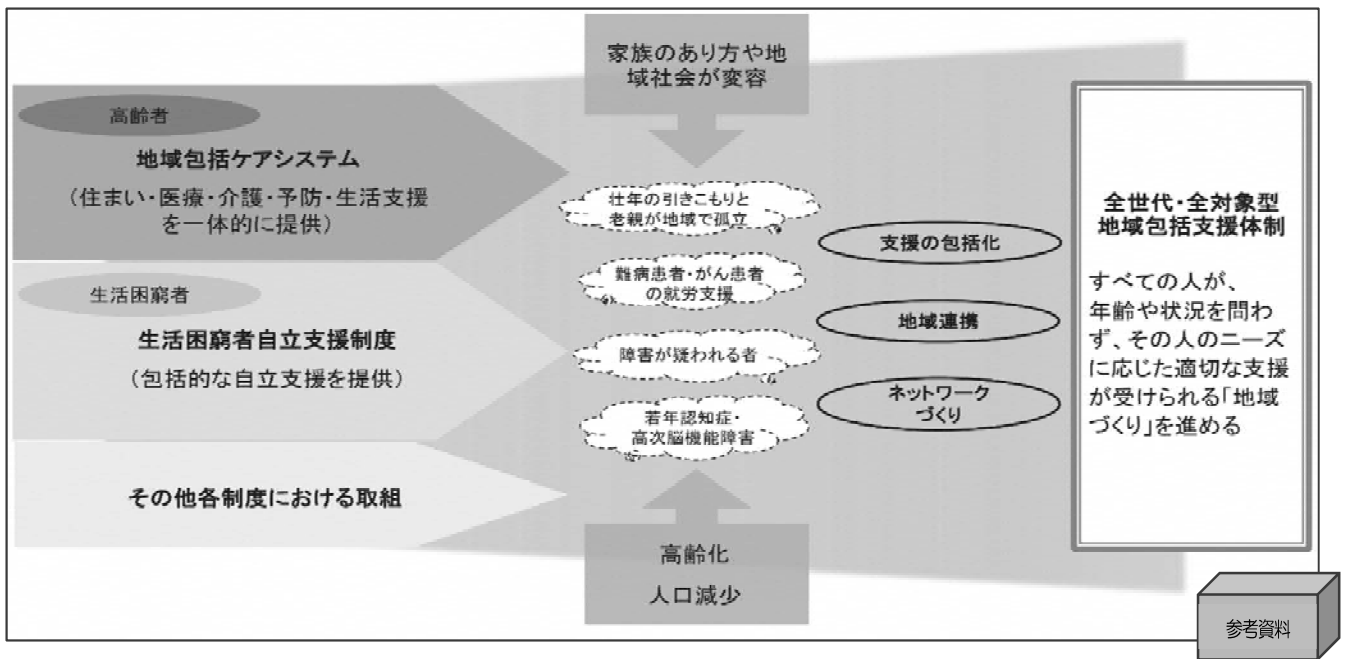 家族のあり方や地
域社会が変容
高齢者
地域包括ケアシステム
（住まい・医療・介護・予防・生活支援
を一体的に提供）
生活困窮者
生活困窮者自立支援制度
（包括的な自立支援を提供）
その他各制度における取組
壮年の引きこもりと
老親が地域で孤立
難病患者・がん患者
の就労支援
障害が疑われる者
若年認知症・
高次脳機能障害
高齢化
人口減少
支援の包括化
地域連携
ネットワーク
づくり
全世代・全対象型
地域包括支援体制
すべての人が、
年齢や状況を問わ
ず、その人のニーズ
に応じた適切な支援
が受けられる「地域
づくり」を進める
参考資料